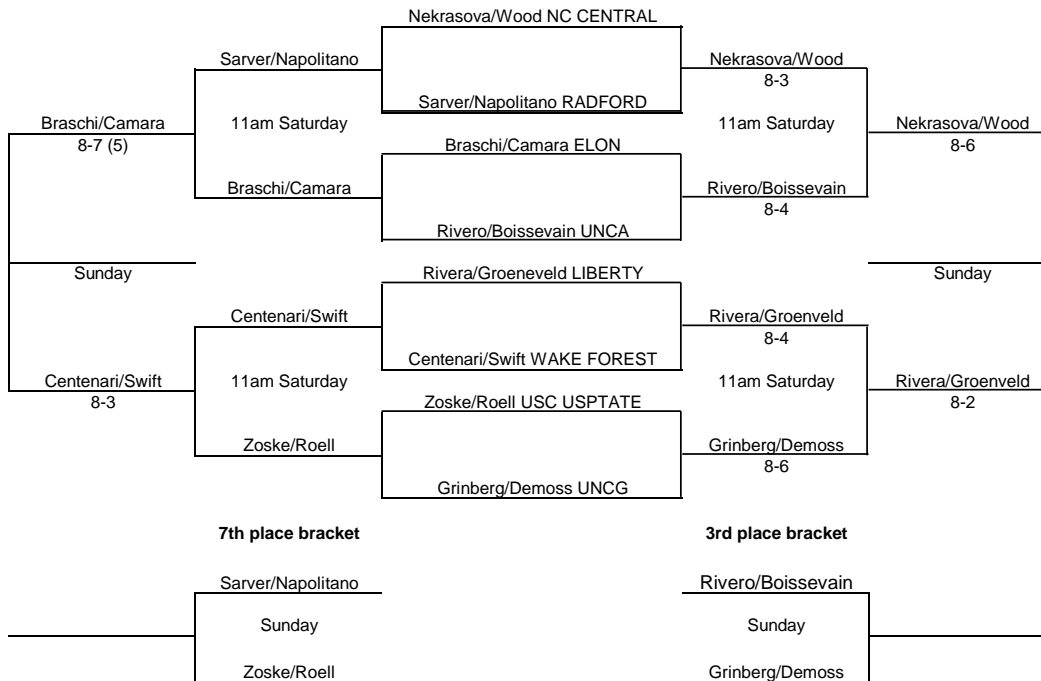 Nekrasova/Wood NC CENTRAL
Sarver/Napolitano
Nekrasova/Wood
8-3
Sarver/Napolitano RADFORD
Braschi/Camara
8-7 (5)
11am Saturday
11am Saturday
Nekrasova/Wood
8-6
Braschi/Camara ELON
Braschi/Camara
Rivero/Boissevain
8-4
Rivero/Boissevain UNCA
Sunday
Rivera/Groeneveld LIBERTY
Sunday
Centenari/Swift
Rivera/Groenveld
8-4
Centenari/Swift WAKE FOREST
Centenari/Swift
8-3
11am Saturday
11am Saturday
Rivera/Groenveld
8-2
Zoske/Roell USC USPTATE
Zoske/Roell
Grinberg/Demoss
8-6
Grinberg/Demoss UNCG
7th place bracket
3rd place bracket
Sarver/Napolitano
Rivero/Boissevain
Sunday
Sunday
Zoske/Roell
Grinberg/Demoss